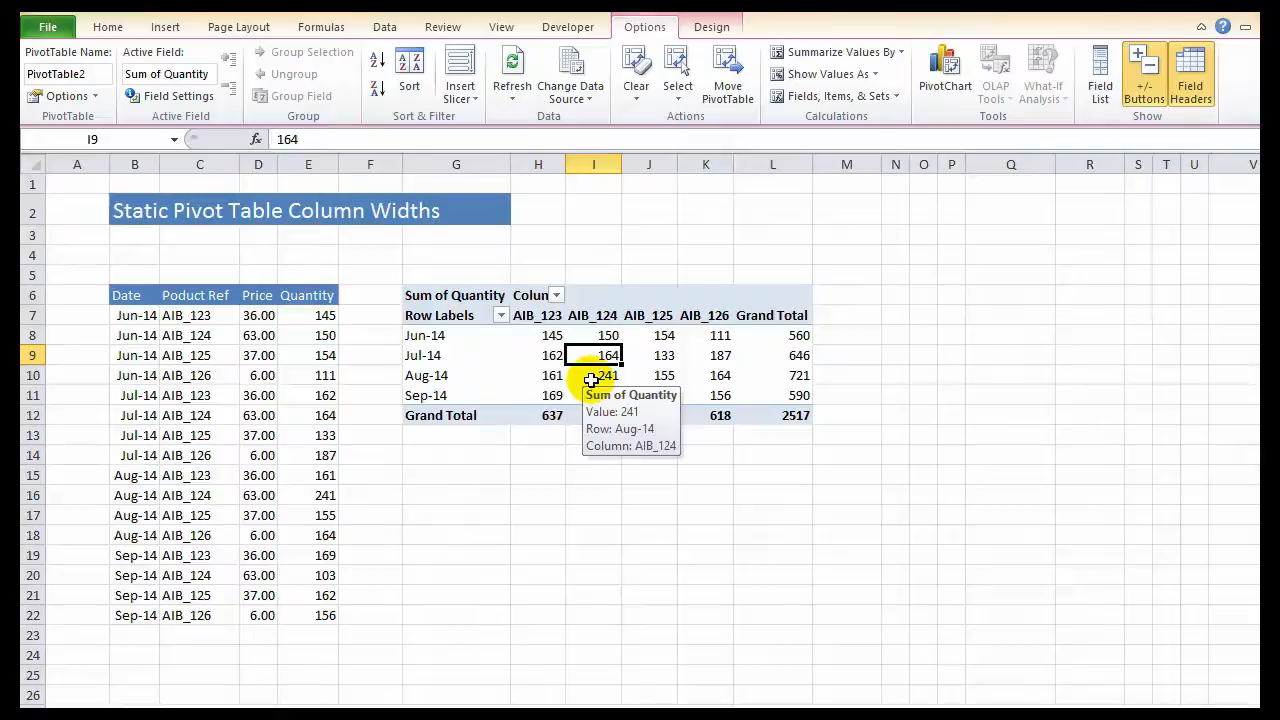 File Home Insert Page Layout Formulas Data Review View Developer Options Design
PivotTable Name: Active Field: Group Selection Summarize Values By
PivotTable2 Sum of Quantity Ungroup Sort Insert Slicer Refresh Change Data Source Clear Select Move PivotTable Show Values As PivotChart OLAP Tools What-If Analysis Field List +/- Buttons Field Headers
Options Field Settings Group Field Fields, Items, & Sets
PivotTable Active Field Group Sort & Filter Data Actions Calculations Tools Show
I9 fx 164
A B C D E F G H I J K L M N O P Q R S T U V
1
2 Static Pivot Table Column Widths
3
4
5
6 Date Poduct Ref Price Quantity Sum of Quantity Colun
7 Jun-14 AIB_123 36.00 145 Row Labels AIB_123 AIB_124 AIB_125 AIB_126 Grand Total
8 Jun-14 AIB_124 63.00 150 Jun-14 145 150 154 111 560
9 Jun-14 AIB_125 37.00 154 Jul-14 162 164 133 187 646
10 Jun-14 AIB_126 6.00 111 Aug-14 161 241 155 164 721
11 Jul-14 AIB_123 36.00 162 Sep-14 169 156 590
12 Jul-14 AIB_124 63.00 164 Grand Total 637 618 2517
Sum of Quantity
Value: 241
Row: Aug-14
Column: AIB_124
13 Jul-14 AIB_125 37.00 133
14 Jul-14 AIB_126 6.00 187
15 Aug-14 AIB_123 36.00 161
16 Aug-14 AIB_124 63.00 241
17 Aug-14 AIB_125 37.00 155
18 Aug-14 AIB_126 6.00 164
19 Sep-14 AIB_123 36.00 169
20 Sep-14 AIB_124 63.00 103
21 Sep-14 AIB_125 37.00 162
22 Sep-14 AIB_126 6.00 156
23
24
25
26